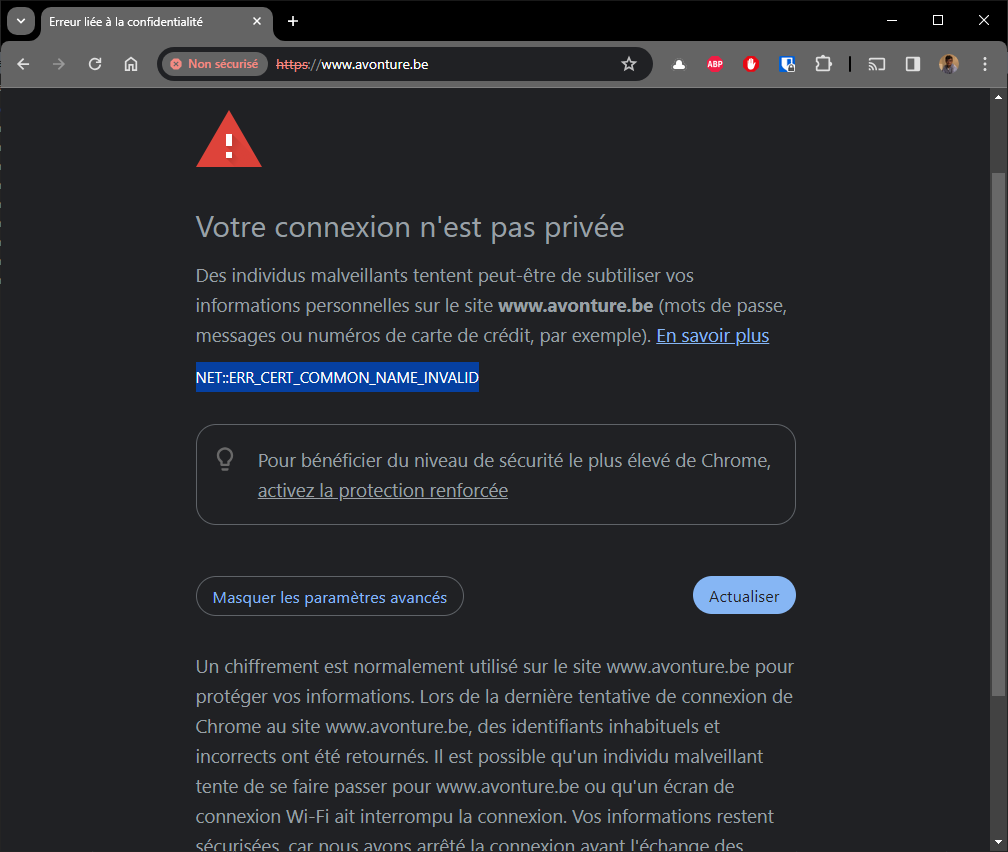 Erreur liée à la confidentialité
Non sécurisé https://www.avonture.be
ABP
Votre connexion n'est pas privée
Des individus malveillants tentent peut-être de subtiliser vos
informations personnelles sur le site www.avonture.be (mots de passe,
messages ou numéros de carte de crédit, par exemple). En savoir plus
NET::ERR_CERT_COMMON_NAME_INVALID
Pour bénéficier du niveau de sécurité le plus élevé de Chrome,
activez la protection renforcée
Masquer les paramètres avancés
Actualiser
Un chiffrement est normalement utilisé sur le site www.avonture.be pour
protéger vos informations. Lors de la dernière tentative de connexion de
Chrome au site www.avonture.be, des identifiants inhabituels et
incorrects ont été retournés. Il est possible qu'un individu malveillant
tente de se faire passer pour www.avonture.be ou qu'un écran de
connexion Wi-Fi ait interrompu la connexion. Vos informations restent
sécurisées, car nous avons arrêté la connexion avant l'échange des